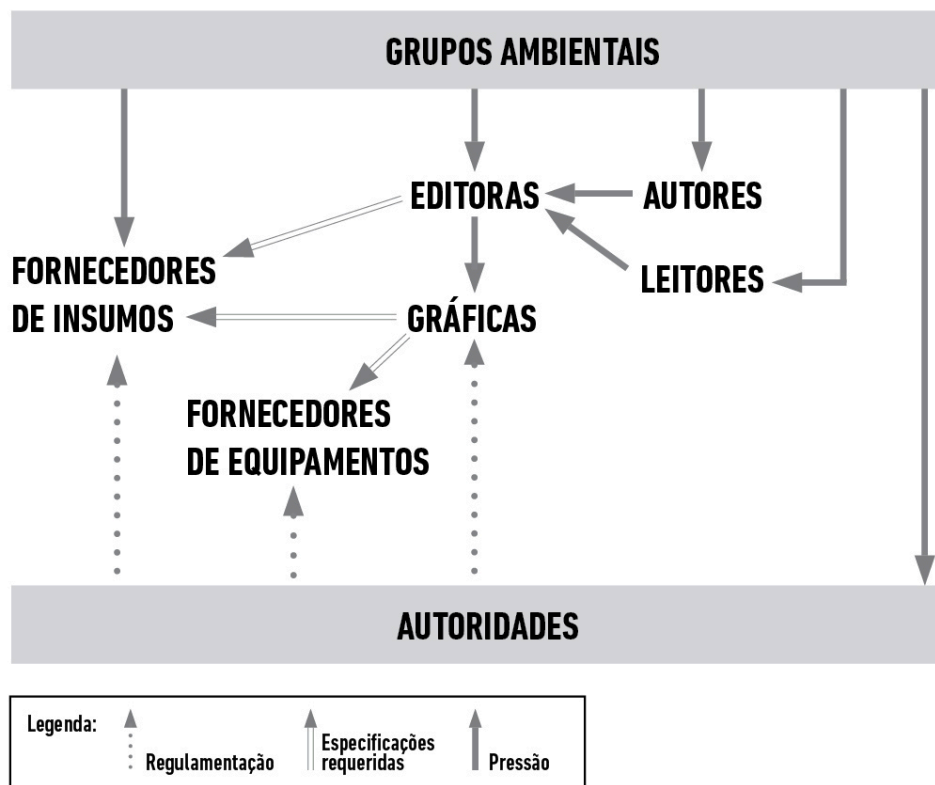 GRUPOS AMBIENTAIS
EDITORAS
AUTORES
FORNECEDORES
DE INSUMOS
LEITORES
GRÁFICAS
FORNECEDORES
DE EQUIPAMENTOS
AUTORIDADES
Legenda:
Regulamentação
Especificações
requeridas
Pressão